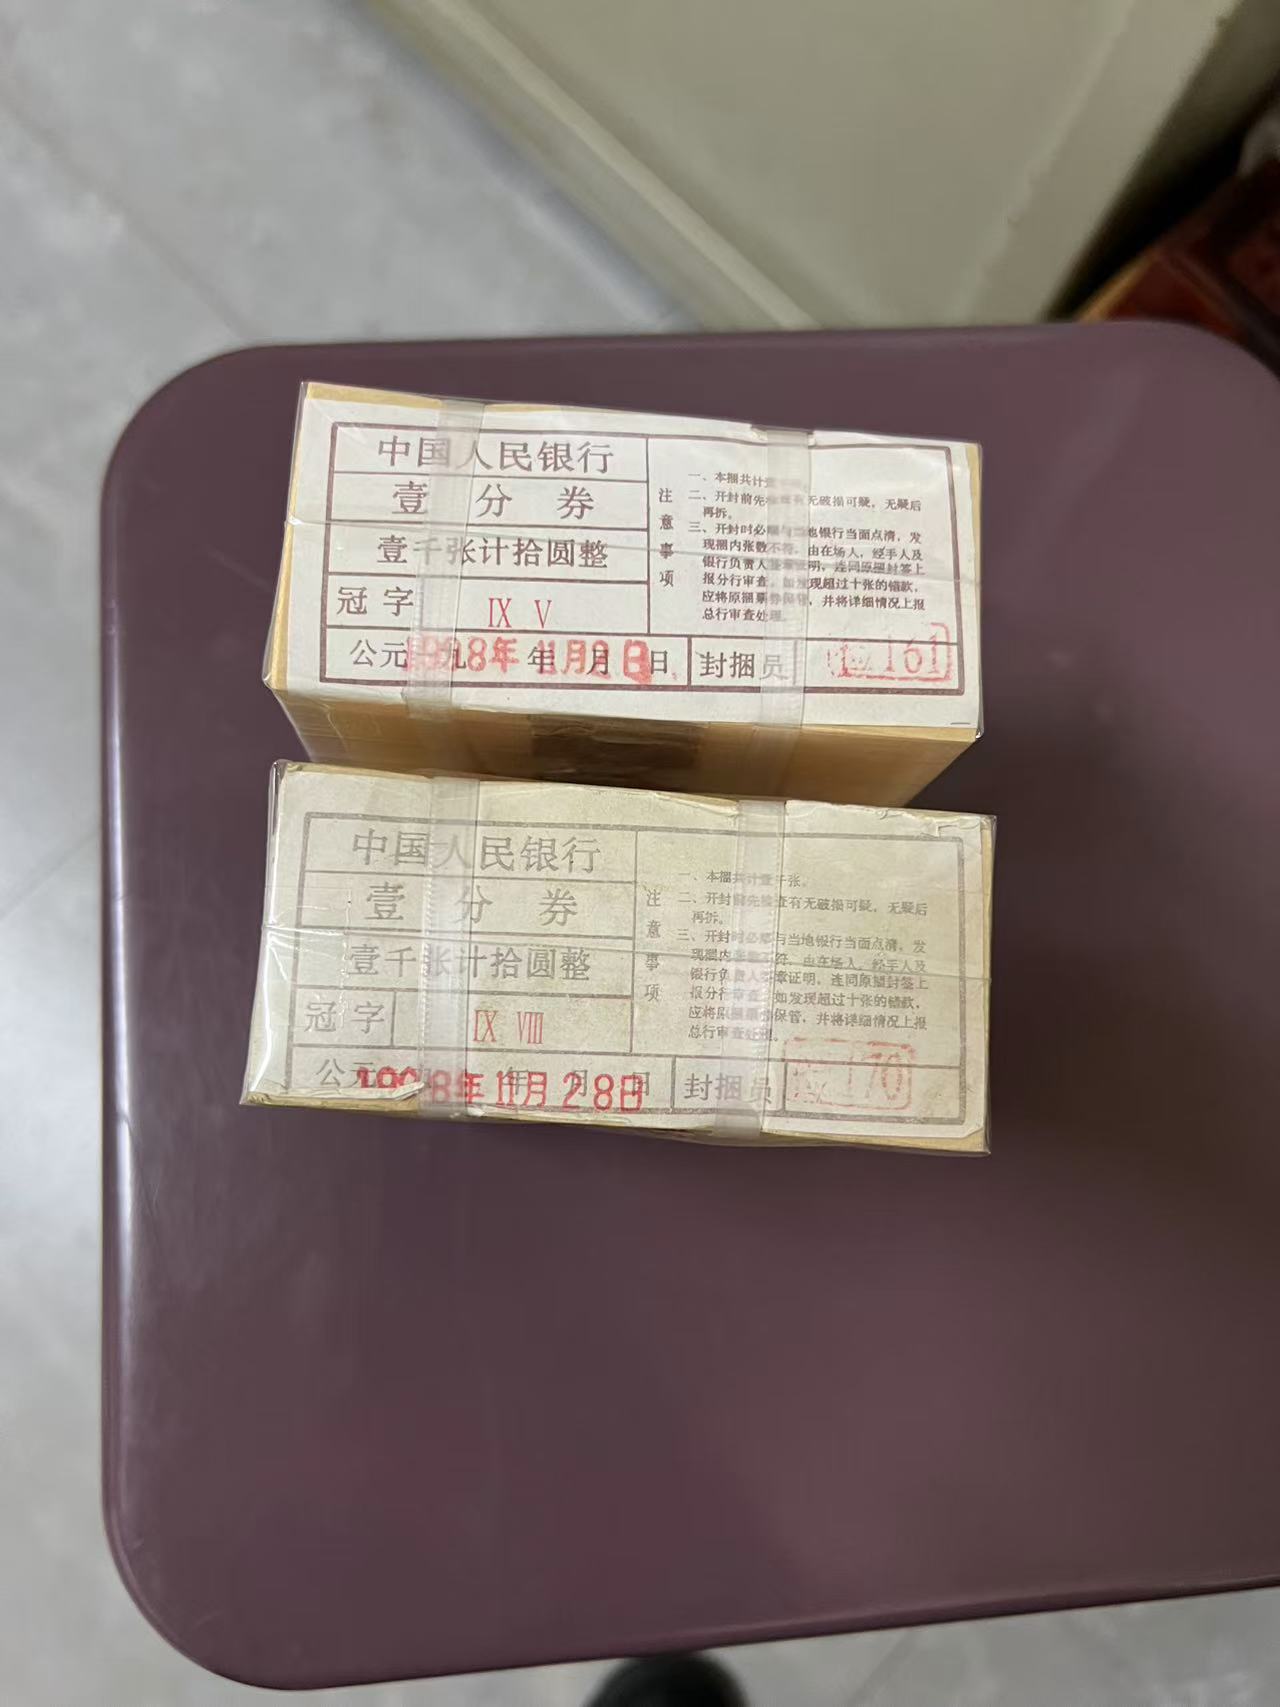 中国人民银行
壹 分 券
壹千张计拾圆整
冠 字 IX V
公元 九 年 月 日
1998年 11月2 日
封捆员
161
注意事项
一、本捆共计壹
二、开封前先 有无破损可疑，无疑后
再拆。
三、开封时必 与当地银行当面点清，发
现捆内张数不符，由在场人，经手人及
银行负责人 证明，连同原捆封签上
报分行审查，如发现超过十张的错款，
应将原捆票 保管，并将详细情况上报
总行审查处理。
中国人民银行
壹 分 券
壹千张计拾圆整
冠 字 IX VIII
公元 年 月 日
1998年11月28日
封捆员
170
注意事项
一、本捆共计壹千张。
二、开封前先检查有无破损可疑，无疑后
再拆。
三、开封时必 与当地银行当面点清，发
现捆内 不符，由在场人，经手人及
银行负责人 章证明，连同原捆封签上
报分行审查，如发现超过十张的错款，
应将原捆 保管，并将详细情况上报
总行审查处理。